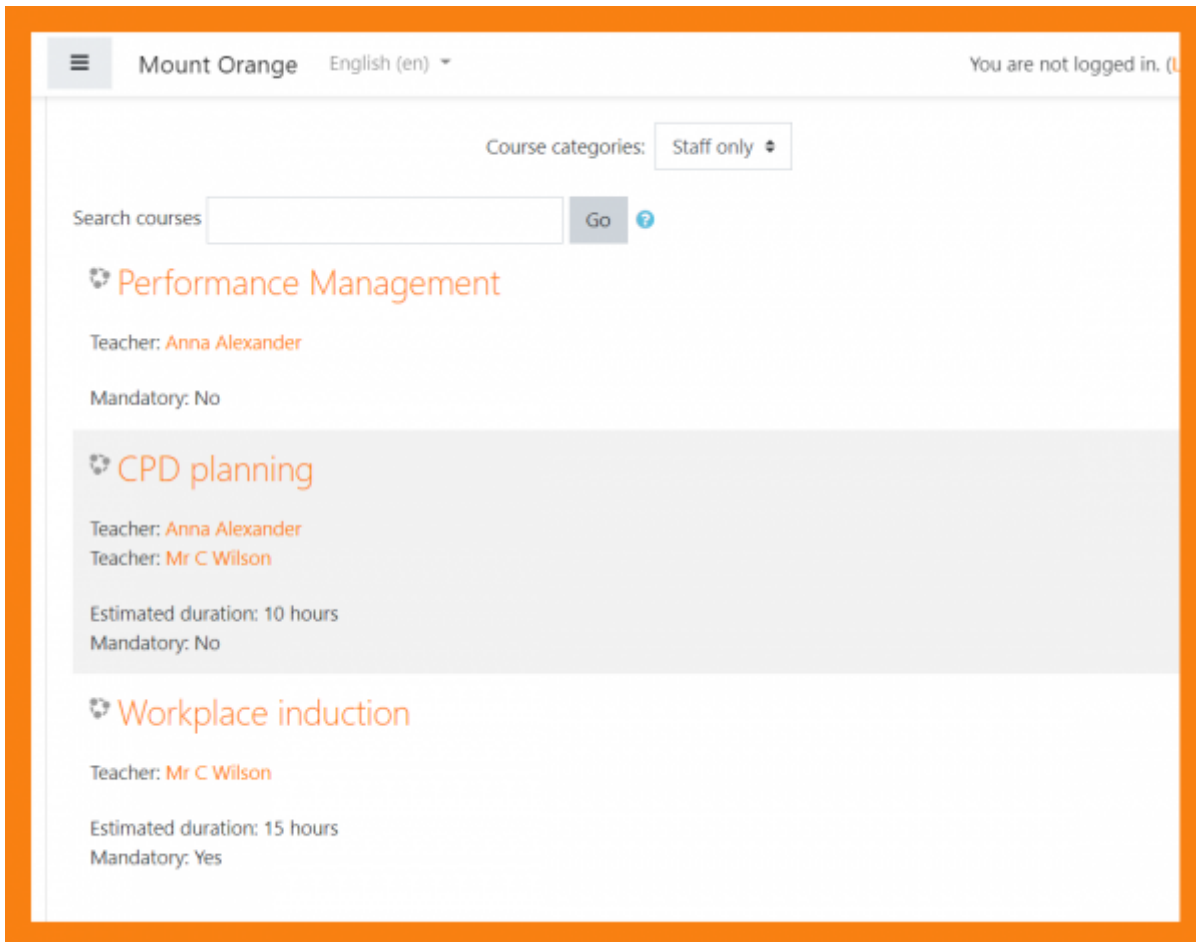 Mount Orange English (en) You are not logged in. (
Course categories: Staff only
Search courses Go
Performance Management
Teacher: Anna Alexander
Mandatory: No
CPD planning
Teacher: Anna Alexander
Teacher: Mr C Wilson
Estimated duration: 10 hours
Mandatory: No
Workplace induction
Teacher: Mr C Wilson
Estimated duration: 15 hours
Mandatory: Yes